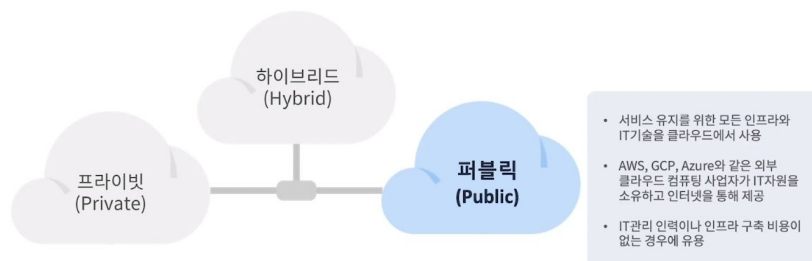 하이브리드
(Hybrid)
프라이빗
(Private)
퍼블릭
(Public)
• 서비스 유지를 위한 모든 인프라와
IT기술을 클라우드에서 사용
• AWS, GCP, Azure와 같은 외부
클라우드 컴퓨팅 사업자가 IT자원을
소유하고 인터넷을 통해 제공
• IT관리 인력이나 인프라 구축 비용이
없는 경우에 유용